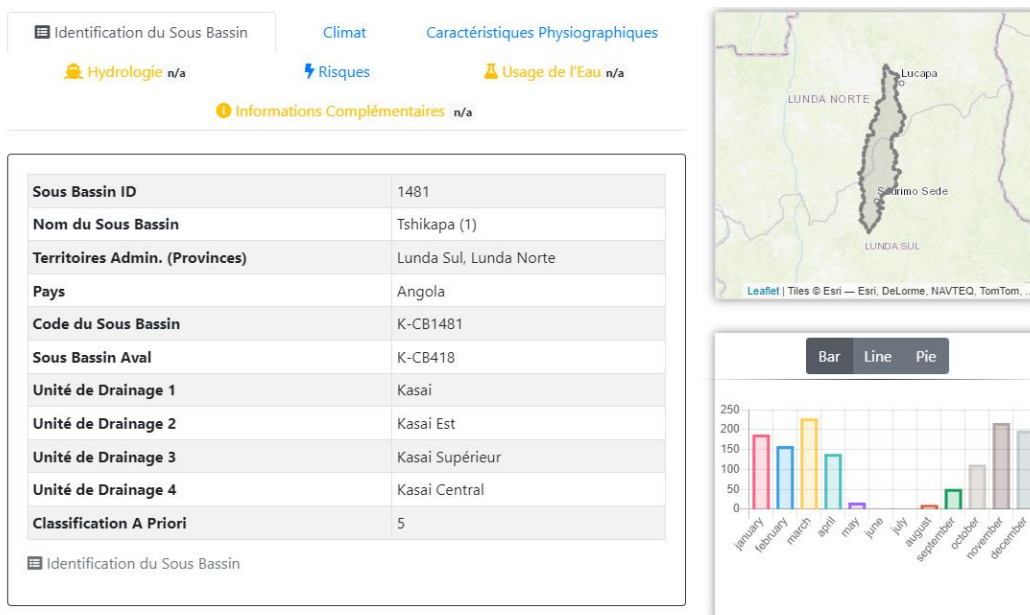 Identification du Sous Bassin
Climat
Caractéristiques Physiographiques
Hydrologie n/a
Risques
Usage de l'Eau n/a
Informations Complémentaires n/a
Sous Bassin ID 1481
Nom du Sous Bassin Tshikapa (1)
Territoires Admin. (Provinces) Lunda Sul, Lunda Norte
Pays Angola
Code du Sous Bassin K-CB1481
Sous Bassin Aval K-CB418
Unité de Drainage 1 Kasai
Unité de Drainage 2 Kasai Est
Unité de Drainage 3 Kasai Supérieur
Unité de Drainage 4 Kasai Central
Classification A Priori 5
Identification du Sous Bassin
Lucapa
LUNDA NORTE
Saurimo Sede
LUNDA SUL
Leaflet | Tiles © Esri — Esri, DeLorme, NAVTEQ, TomTom, ...
Bar Line Pie
250
200
150
100
50
0
january february march april may june july august september october november december